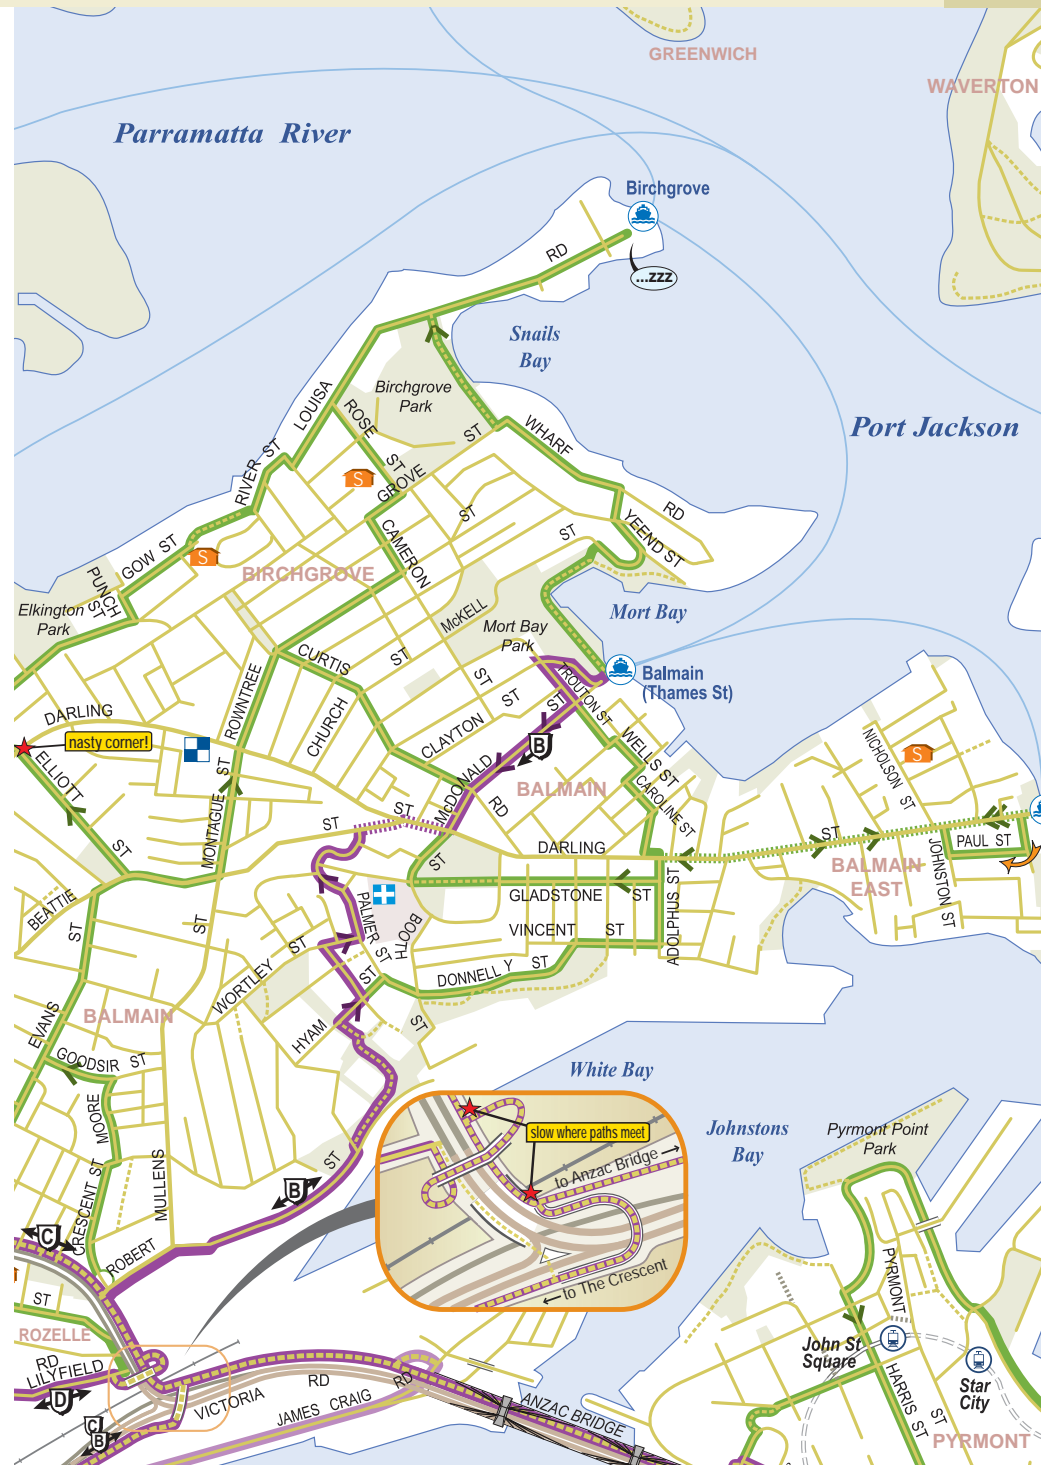 GREENWICH
WAVERTON
Parramatta River
Birchgrove
RD
...zzz
Snails
Bay
Birchgrove
Park
Port Jackson
LOUISA
ROSE
ST
ST
WHARF
RD
RIVER ST
S
GROVE
ST
CAMERON
YEEND ST
ST
GOW ST
S
PUNCH
ST
BIRCHGROVE
Elkington
Park
McKELL
ST
Mort Bay
Mort Bay
Park
CURTIS
ST
TROUTON ST
Balmain
(Thames St)
ROWNTREE
ST
CHURCH
CLAYTON
ST
ST
DARLING
nasty corner!
ELLIOTT
ST
WELLS ST
B
NICHOLSON ST
S
McDONALD
ST
RD
BALMAIN
CAROLINE ST
MONTAGUE
ST
ST
ST
DARLING
ST
PAUL ST
JOHNSTON ST
BALMAIN
EAST
BEATTIE
ST
ST
PALMER ST
BOOTH
ST
GLADSTONE ST
VINCENT ST
ADOLPHUS ST
DONNELLY ST
WORTLEY ST
HYAM
ST
EVANS
BALMAIN
GOODSIR ST
MOORE
White Bay
slow where paths meet
to Anzac Bridge
to The Crescent
Johnstons
Bay
Pyrmont Point
Park
CRESCENT ST
MULLENS
ST
B
C
ROBERT
ST
ROZELLE
RD
LILYFIELD
D
C
B
VICTORIA
RD
JAMES CRAIG
RD
ANZAC BRIDGE
PYRMONT
ST
John St
Square
Star
City
HARRIS ST
PYRMONT